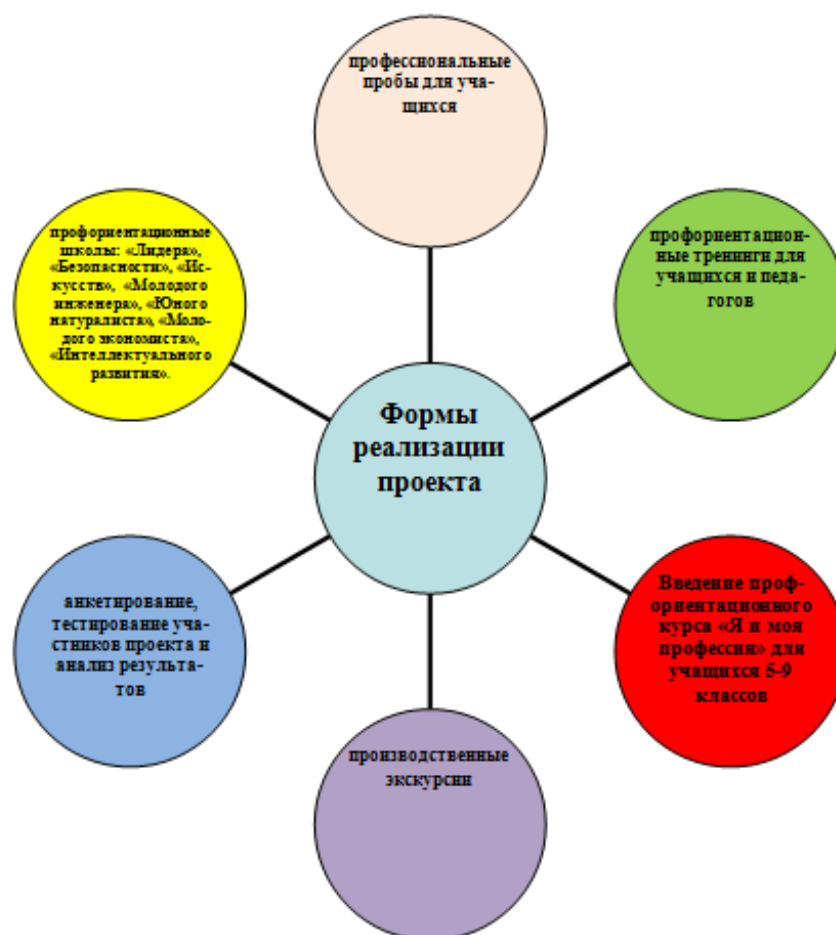 профессиональные
пробы для уча-
щихся
профориентационные
школы: «Лидера»,
«Безопасности», «Ис-
кусств», «Молодого
инженера», «Юного
натуралиста», «Моло-
дого экономиста»,
«Интеллектуального
развития».
профориентацион-
ные тренинги для
учащихся и педа-
гогов
Формы
реализации
проекта
анкетирование,
тестирование уча-
стников проекта и
анализ результа-
тов
Введение проф-
ориентационного
курса «Я и моя
профессия» для
учащихся 5-9
классов
производственные
экскурсии